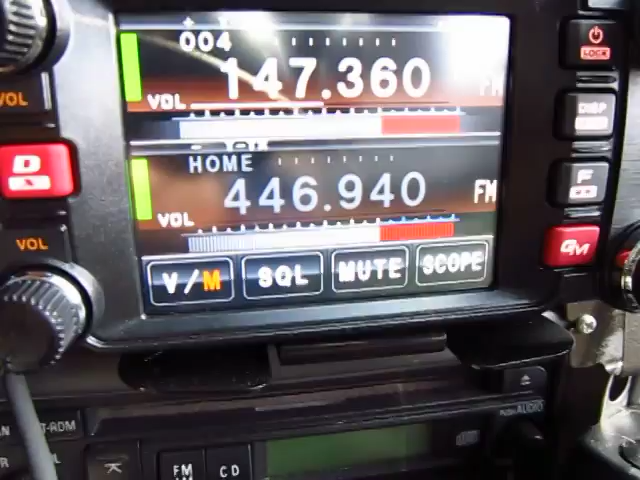 004
147.360
FM
VOL
HOME
446.940
FM
VOL
V/M SQL MUTE SCOPE
VOL
D
VOL
LOCK
DISP
F
GM
AUDIO
FM
CD